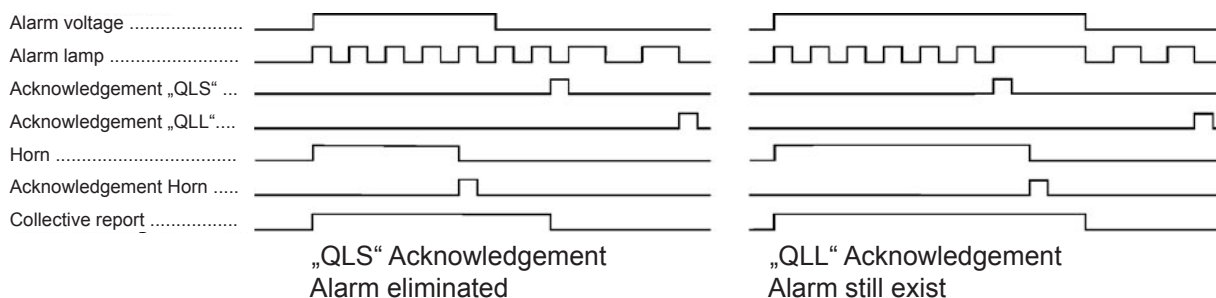 Alarm voltage ......................
Alarm lamp .........................
Acknowledgement „QLS“ ...
Acknowledgement „QLL“....
Horn ...................................
Acknowledgement Horn .....
Collective report .................
„QLS“ Acknowledgement
Alarm eliminated
„QLL“ Acknowledgement
Alarm still exist